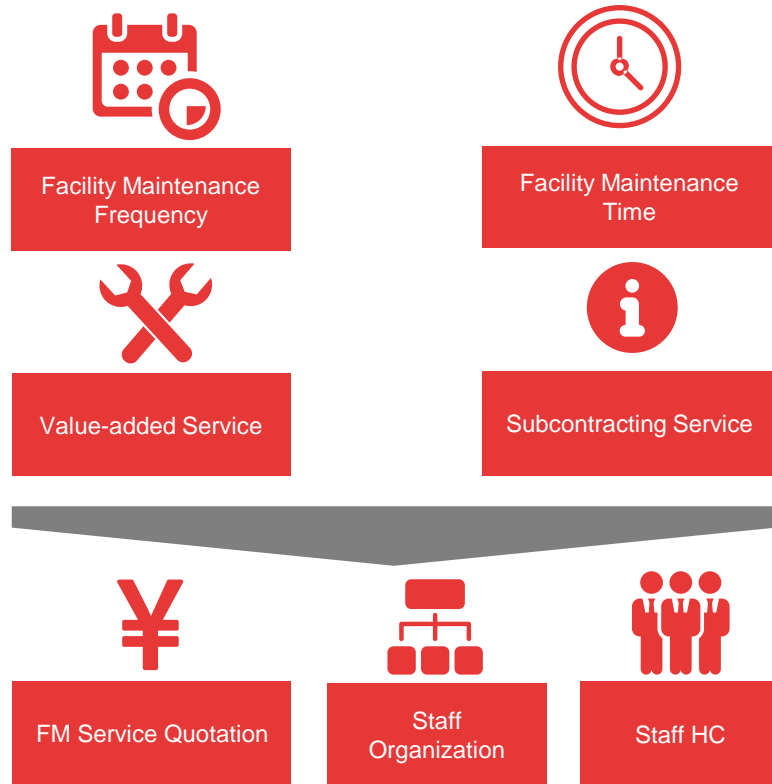 Facility Maintenance
Frequency
Facility Maintenance
Time
Value-added Service
Subcontracting Service
¥
FM Service Quotation
Staff
Organization
Staff HC